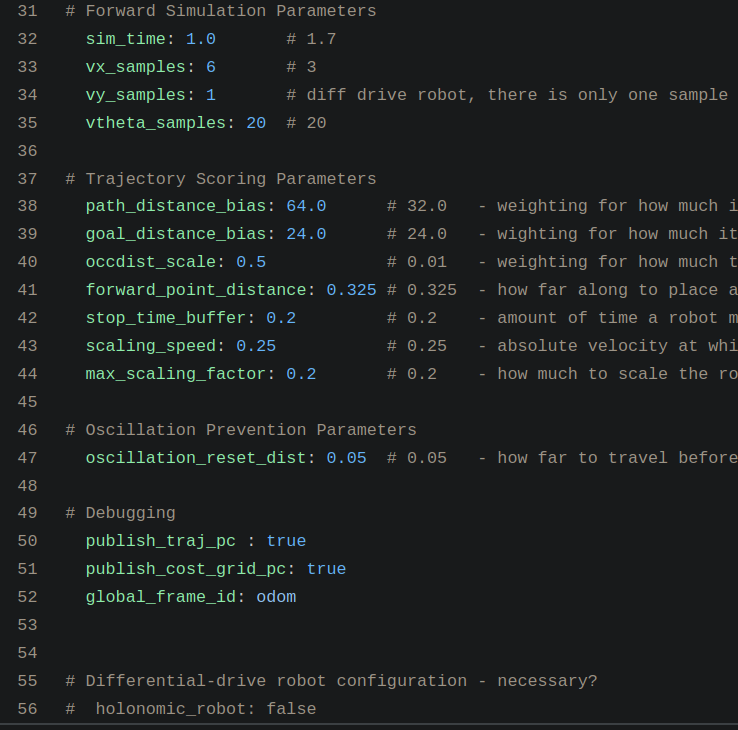 31 # Forward Simulation Parameters
32 sim_time: 1.0 # 1.7
33 vx_samples: 6 # 3
34 vy_samples: 1 # diff drive robot, there is only one sample
35 vtheta_samples: 20 # 20
36
37 # Trajectory Scoring Parameters
38 path_distance_bias: 64.0 # 32.0 - weighting for how much i
39 goal_distance_bias: 24.0 # 24.0 - wighting for how much it
40 occdist_scale: 0.5 # 0.01 - weighting for how much t
41 forward_point_distance: 0.325 # 0.325 - how far along to place a
42 stop_time_buffer: 0.2 # 0.2 - amount of time a robot m
43 scaling_speed: 0.25 # 0.25 - absolute velocity at whi
44 max_scaling_factor: 0.2 # 0.2 - how much to scale the ro
45
46 # Oscillation Prevention Parameters
47 oscillation_reset_dist: 0.05 # 0.05 - how far to travel before
48
49 # Debugging
50 publish_traj_pc : true
51 publish_cost_grid_pc: true
52 global_frame_id: odom
53
54
55 # Differential-drive robot configuration - necessary?
56 # holonomic_robot: false